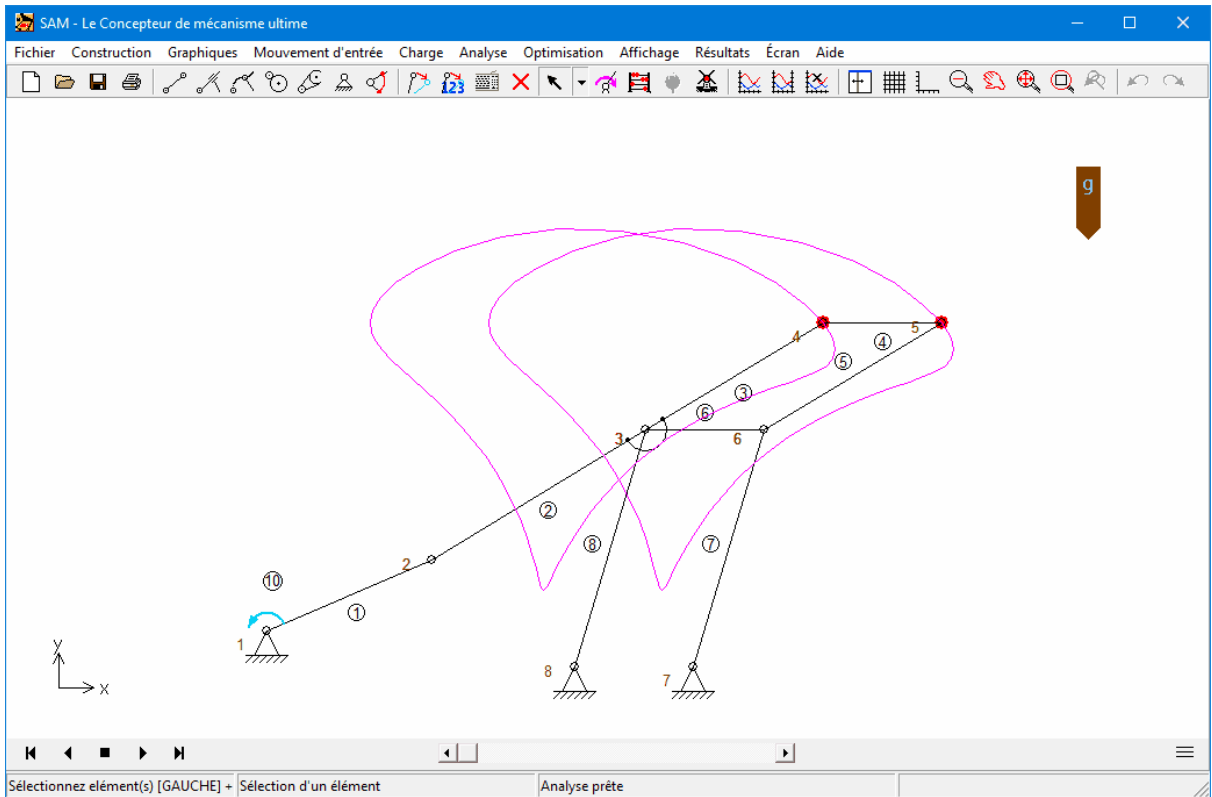 SAM - Le Concepteur de mécanisme ultime
Fichier Construction Graphiques Mouvement d'entrée Charge Analyse Optimisation Affichage Résultats Écran Aide
123
g
4 5
④
⑤
③
⑥
3 6
②
⑧ ⑦
2
⑩
①
1
y
8 7
x
Sélectionnez elément(s) [GAUCHE] + Sélection d'un élément Analyse prête